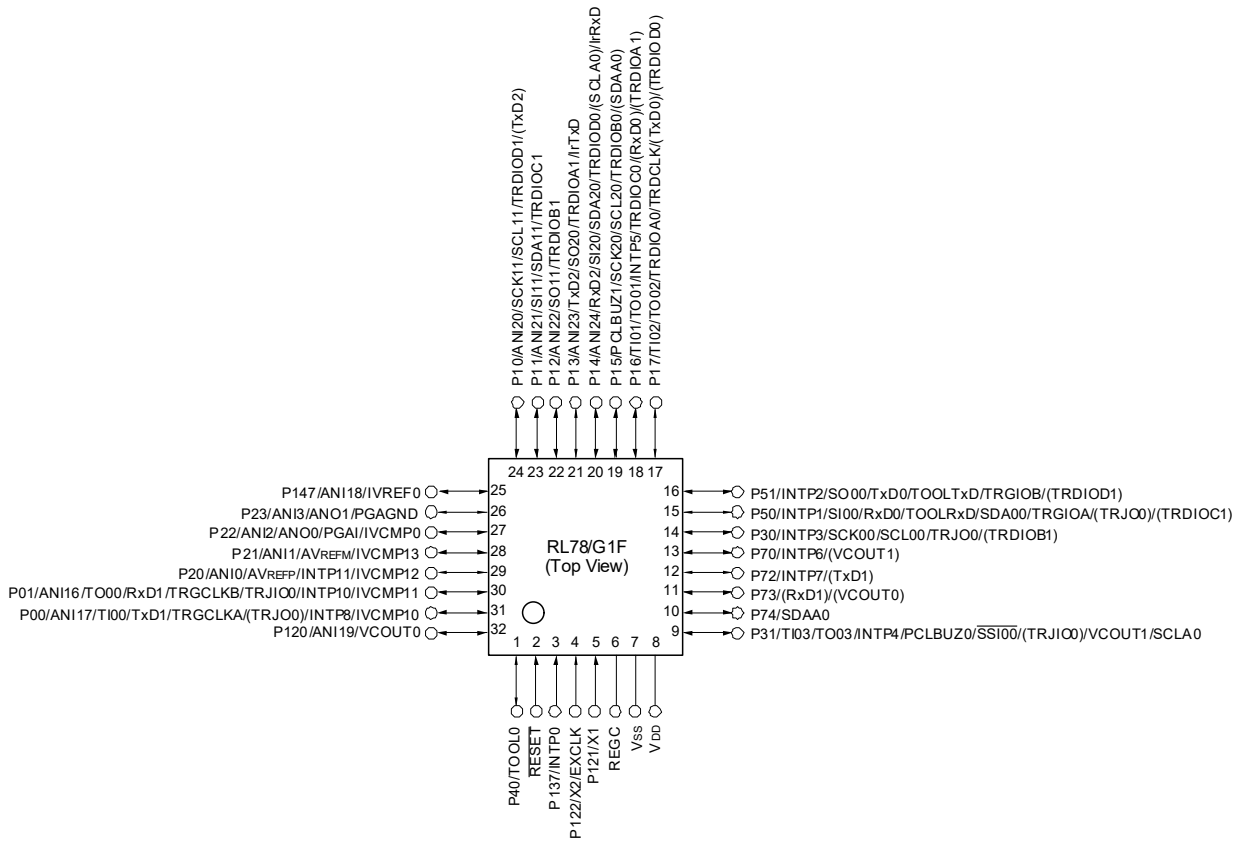 P10/ANI20/SCK11/SCL11/TRDIOD1/(TxD2)
P11/ANI21/SI11/SDA11/TRDIOC1
P12/ANI22/SO11/TRDIOB1
P13/ANI23/TxD2/SO20/TRDIOA1/IrTxD
P14/ANI24/RxD2/SI20/SDA20/TRDIOD0/(SCLA0)/IrRxD
P15/PCLBUZ1/SCK20/SCL20/TRDIOB0/(SDAA0)
P16/TI01/TO01/INTP5/TRDIOC0/(RxD0)/(TRDIOA1)
P17/TI02/TO02/TRDIOA0/TRDCLK/(TxD0)/(TRDIOD0)
24 23 22 21 20 19 18 17
P147/ANI18/IVREF0 25
P23/ANI3/ANO1/PGAGND 26
P22/ANI2/ANO0/PGAI/IVCMP0 27
P21/ANI1/AVREFM/IVCMP13 28
P20/ANI0/AVREFP/INTP11/IVCMP12 29
P01/ANI16/TO00/RxD1/TRGCLKB/TRJIO0/INTP10/IVCMP11 30
P00/ANI17/TI00/TxD1/TRGCLKA/(TRJO0)/INTP8/IVCMP10 31
P120/ANI19/VCOUT0 32
RL78/G1F
(Top View)
16 P51/INTP2/SO00/TxD0/TOOLTxD/TRGIOB/(TRDIOD1)
15 P50/INTP1/SI00/RxD0/TOOLRxD/SDA00/TRGIOA/(TRJO0)/(TRDIOC1)
14 P30/INTP3/SCK00/SCL00/TRJO0/(TRDIOB1)
13 P70/INTP6/(VCOUT1)
12 P72/INTP7/(TxD1)
11 P73/(RxD1)/(VCOUT0)
10 P74/SDAA0
9 P31/TI03/TO03/INTP4/PCLBUZ0/SSI00/(TRJIO0)/VCOUT1/SCLA0
1 2 3 4 5 6 7 8
P40/TOOL0
RESET
P137/INTP0
P122/X2/EXCLK
P121/X1
REGC
VSS
VDD